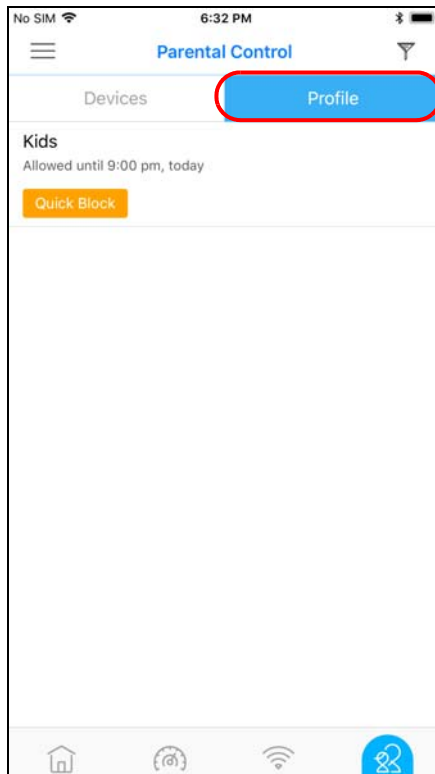 No SIM 6:32 PM
Parental Control
Devices Profile
Kids
Allowed until 9:00 pm, today
Quick Block